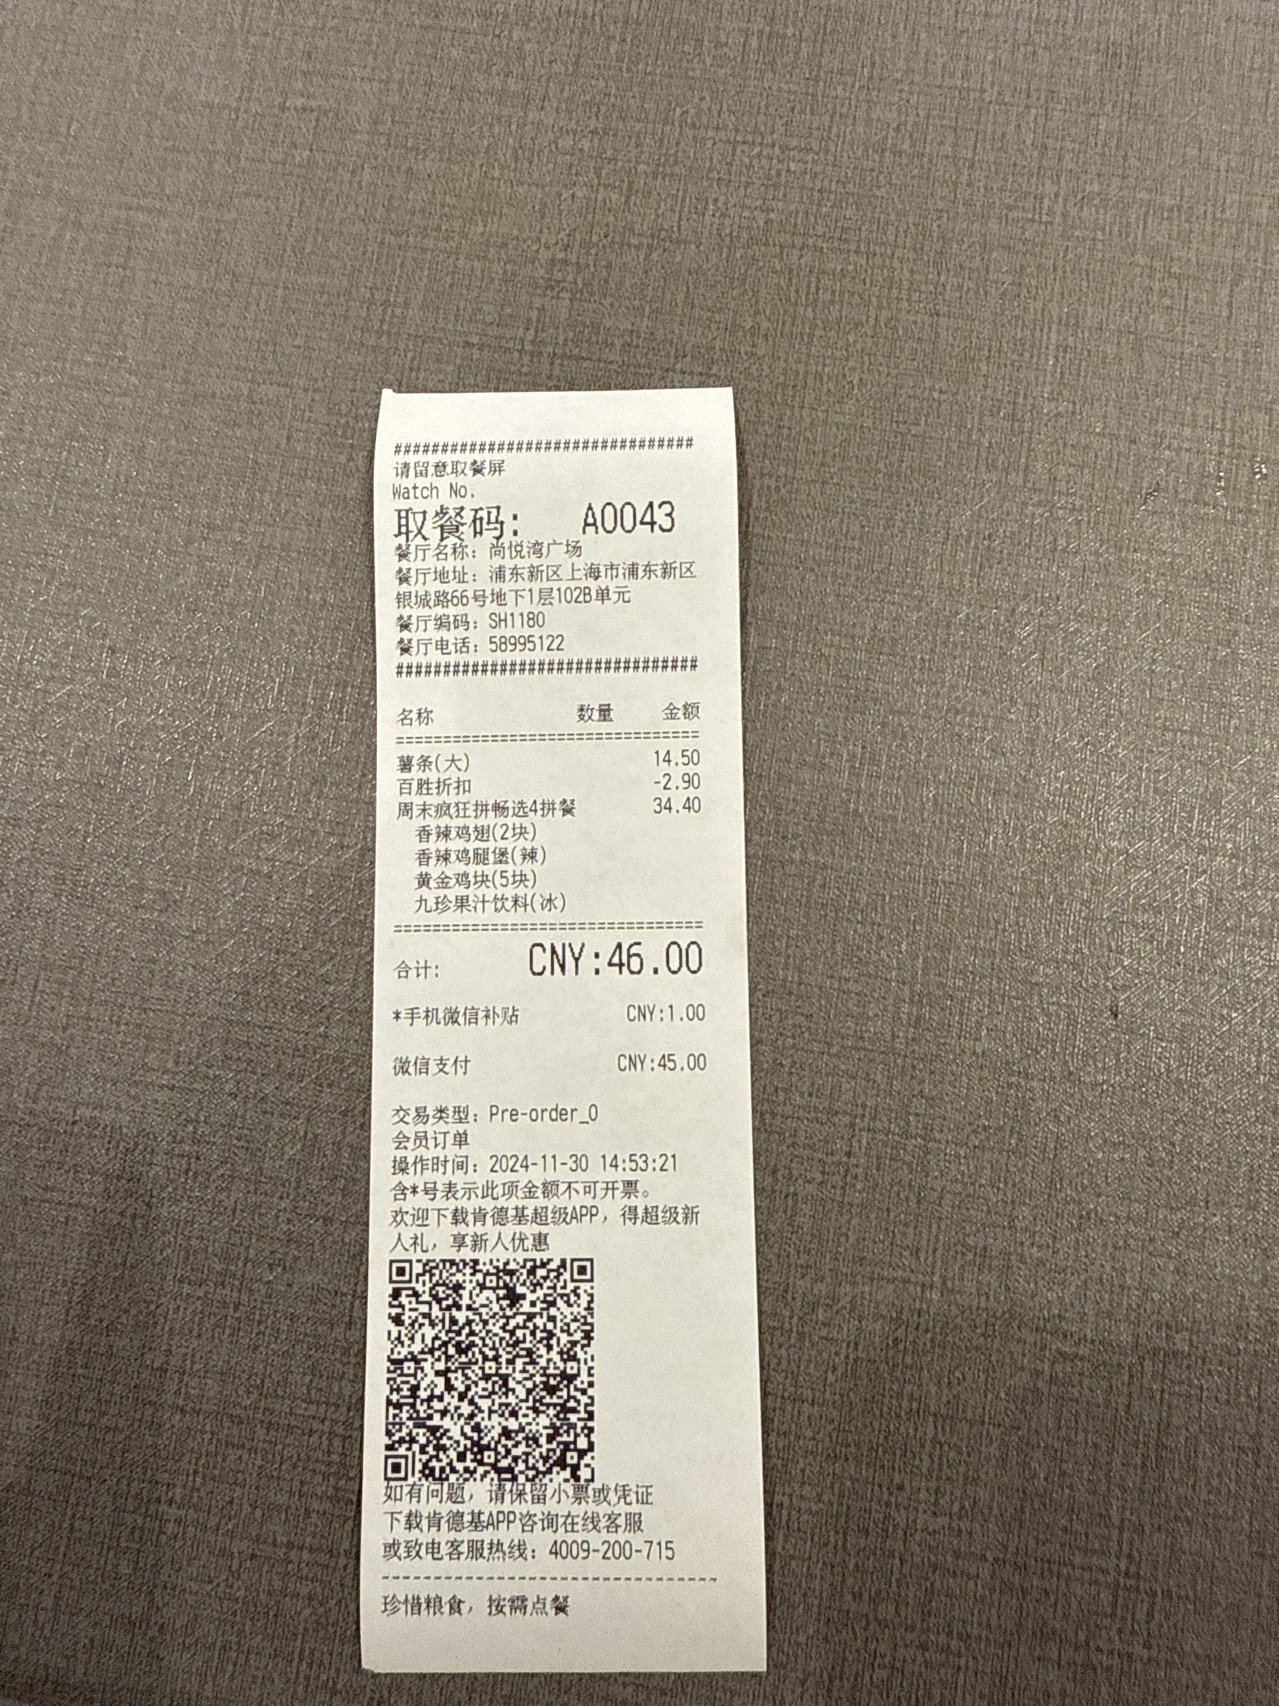 ################################
请留意取餐屏
Watch No.
取餐码: A0043
餐厅名称: 尚悦湾广场
餐厅地址: 浦东新区上海市浦东新区
银城路66号地下1层102B单元
餐厅编码: SH1180
餐厅电话: 58995122
################################
名称 数量 金额
================================
薯条(大) 14.50
百胜折扣 -2.90
周末疯狂拼畅选4拼餐 34.40
香辣鸡翅(2块)
香辣鸡腿堡(辣)
黄金鸡块(5块)
九珍果汁饮料(冰)
================================
合计: CNY:46.00
*手机微信补贴 CNY:1.00
微信支付 CNY:45.00
交易类型: Pre-order_0
会员订单
操作时间: 2024-11-30 14:53:21
含*号表示此项金额不可开票。
欢迎下载肯德基超级APP，得超级新
人礼，享新人优惠
如有问题，请保留小票或凭证
下载肯德基APP咨询在线客服
或致电客服热线: 4009-200-715
--------------------------------
珍惜粮食，按需点餐